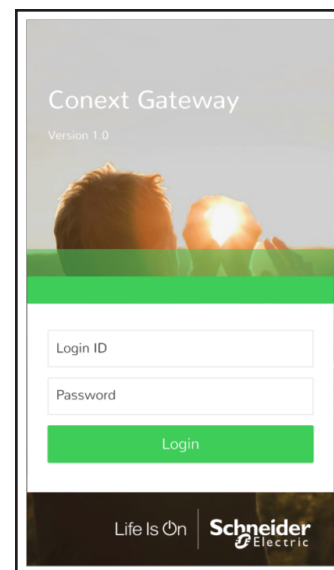 Conext Gateway
Version 1.0
Login ID
Password
Login
Life Is On
Schneider
Electric